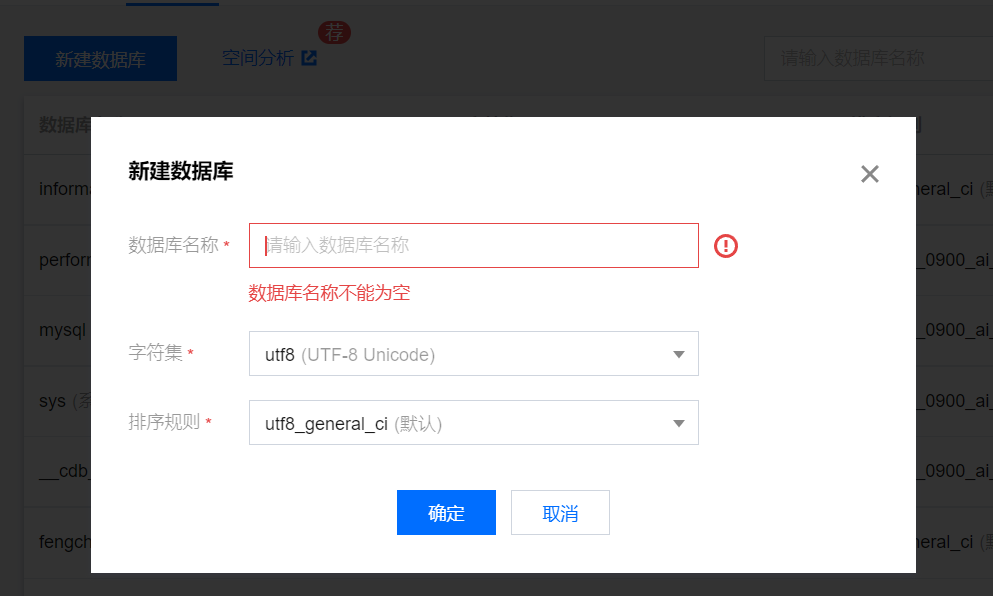 荐
新建数据库
空间分析
请输入数据库名称
数据库
新建数据库
informa
eral_ci
数据库名称 *
请输入数据库名称
数据库名称不能为空
perforr
_0900_ai_
字符集 *
utf8 (UTF-8 Unicode)
mysql
_0900_ai_
sys (系
_0900_ai_
排序规则 *
utf8_general_ci (默认)
__cdb_
_0900_ai_
确定
取消
fengch
eral_ci